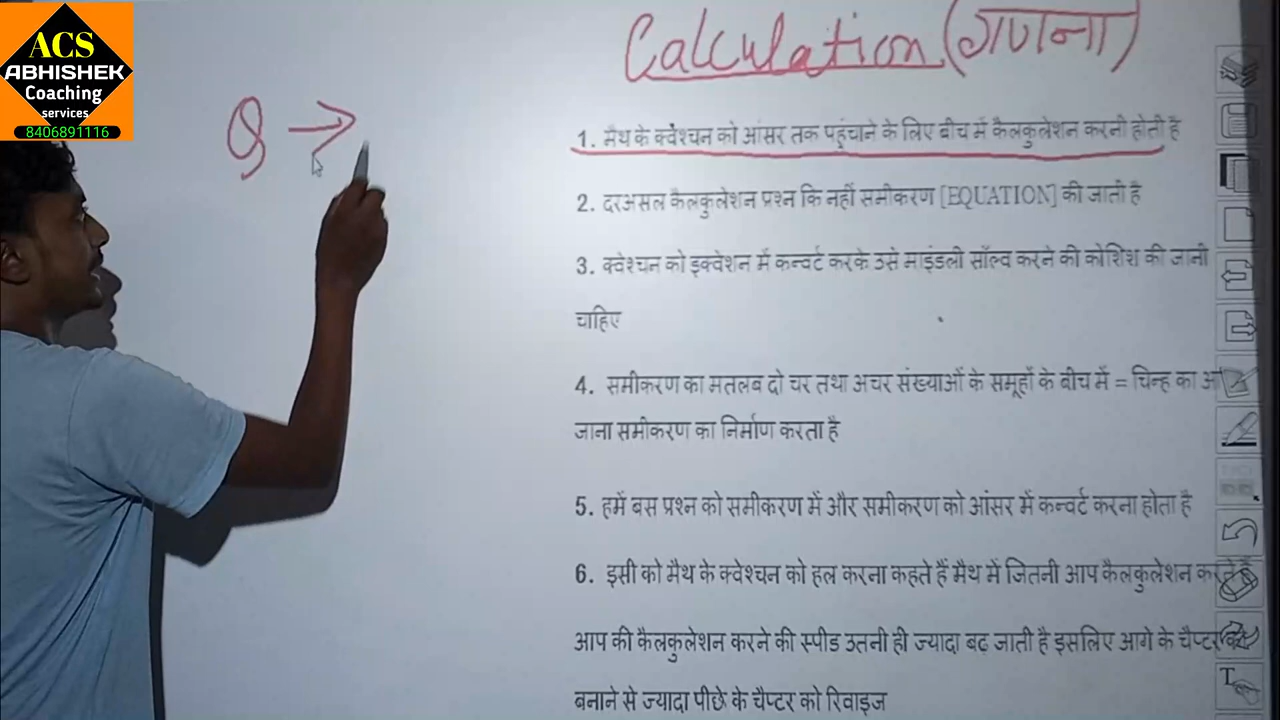 ACS
ABHISHEK
Coaching
services
8406891116
Calculation (गणना)
Q →
1. मैथ के क्वेश्चन को आंसर तक पहुंचाने के लिए बीच में कैलकुलेशन करनी होती है
2. दरअसल कैलकुलेशन प्रश्न कि नहीं समीकरण [EQUATION] की जाती है
3. क्वेश्चन को इक्वेशन में कन्वर्ट करके उसे माइंडली सॉल्व करने की कोशिश की जानी
चाहिए
4. समीकरण का मतलब दो चर तथा अचर संख्याओं के समूहों के बीच में = चिन्ह का आ
जाना समीकरण का निर्माण करता है
5. हमें बस प्रश्न को समीकरण में और समीकरण को आंसर में कन्वर्ट करना होता है
6. इसी को मैथ के क्वेश्चन को हल करना कहते हैं मैथ में जितनी आप कैलकुलेशन करते हैं
आप की कैलकुलेशन करने की स्पीड उतनी ही ज्यादा बढ़ जाती है इसलिए आगे के चैप्टर को
बनाने से ज्यादा पीछे के चैप्टर को रिवाइज
T